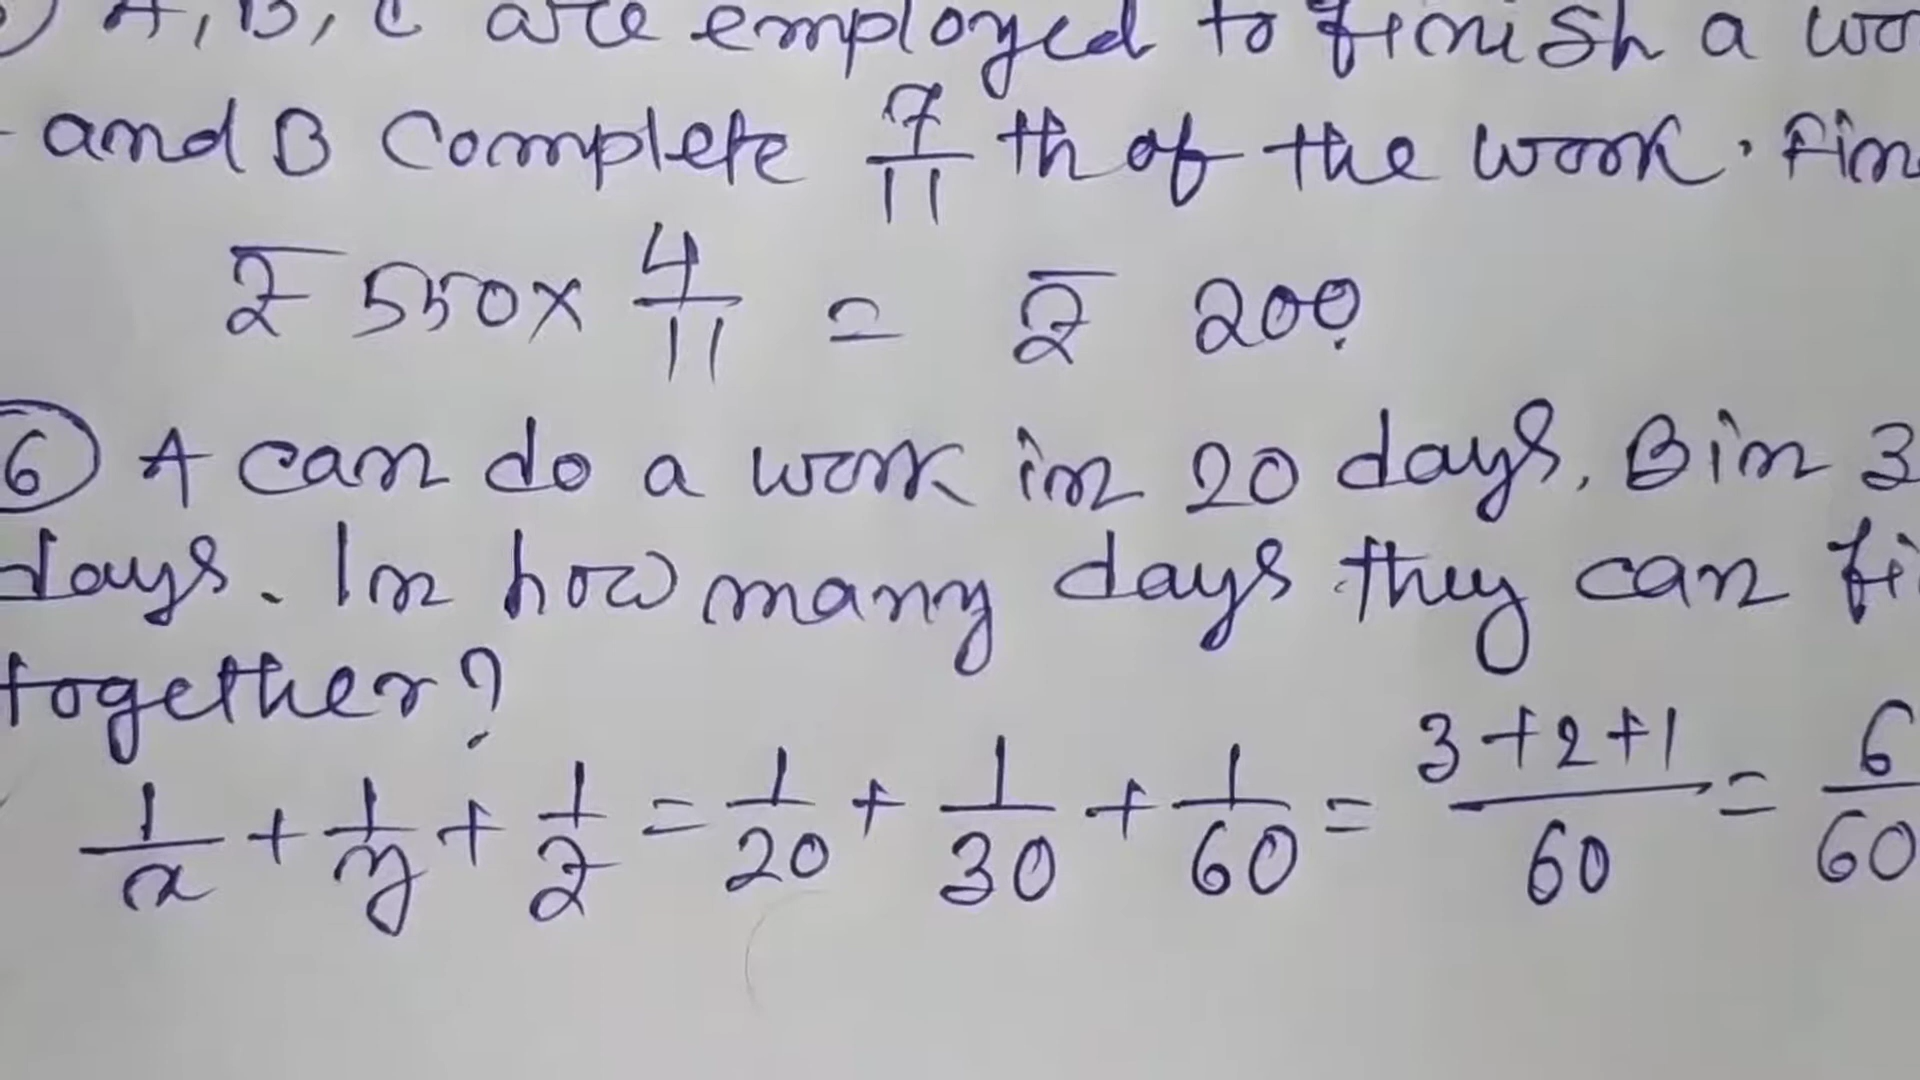 A, B, C are employed to finish a wo
and B Complete 7/11 th of the work. Fin
₹ 550 × 4/11 = ₹ 200.
6 A can do a work in 20 days, B in 3
days. In how many days they can fi
together?
1/x + 1/y + 1/z = 1/20 + 1/30 + 1/60 = 3+2+1/60 = 6/60